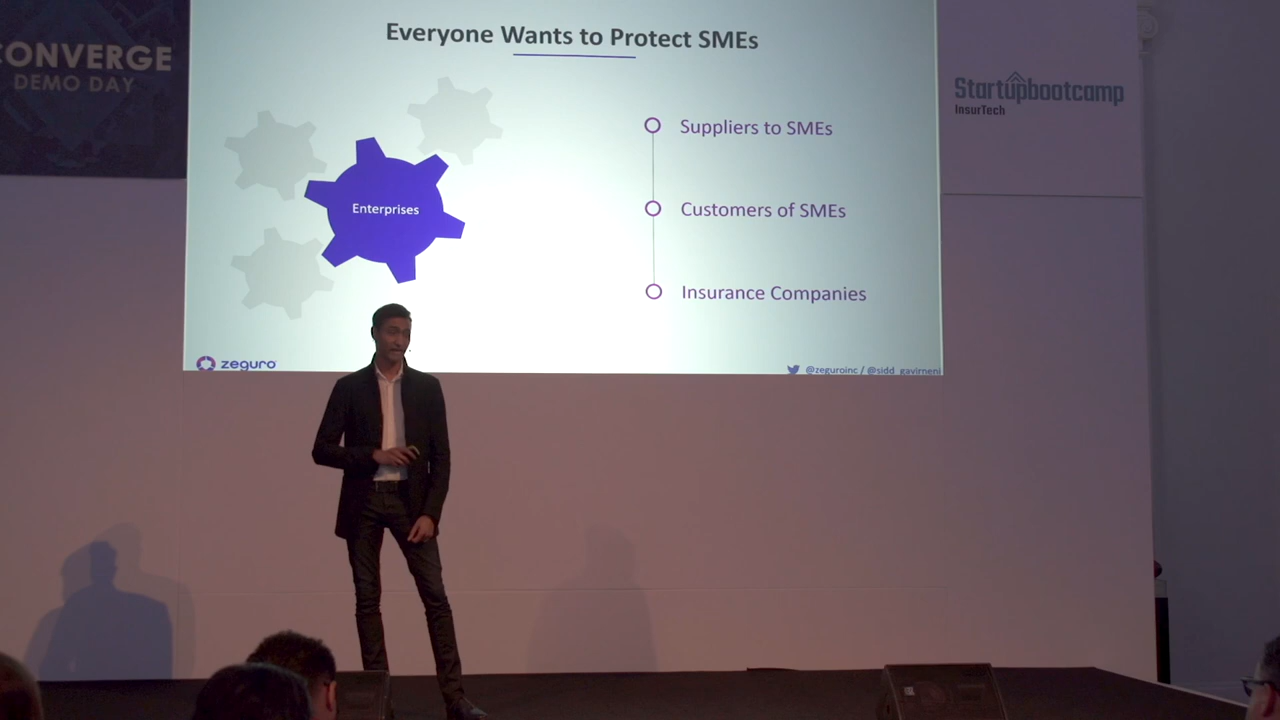 CONVERGE
DEMO DAY
Everyone Wants to Protect SMEs
Enterprises
Suppliers to SMEs
Customers of SMEs
Insurance Companies
zeguro
@zeguroinc / @sidd_gavirneni
Startupbootcamp
InsurTech